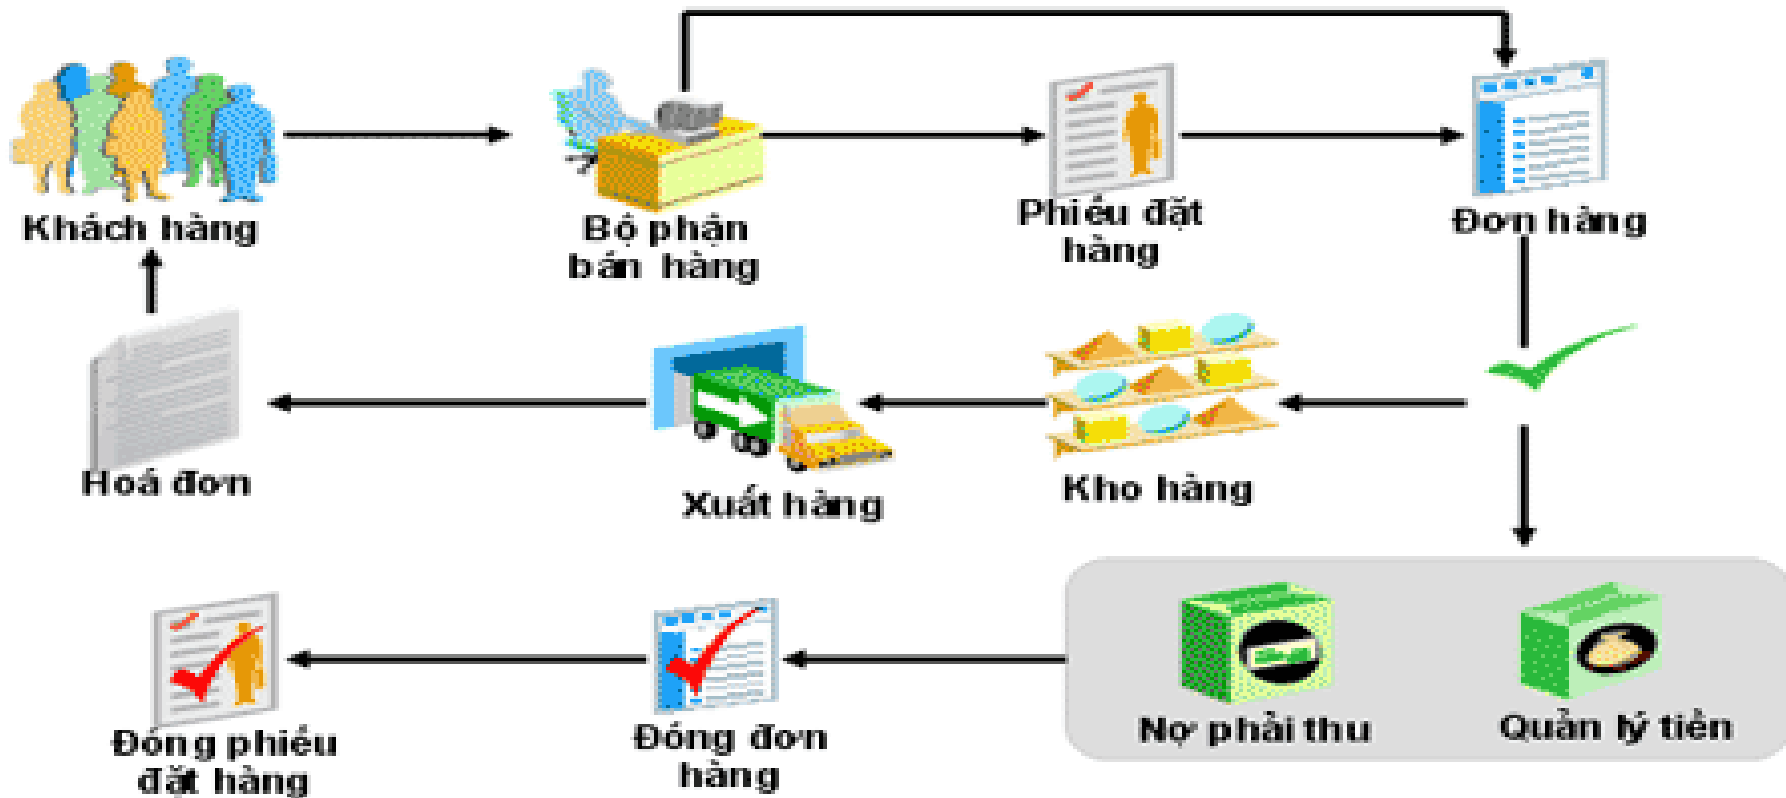 Khách hàng
Bộ phận
bán hàng
Phiếu đặt
hàng
Đơn hàng
Hoá đơn
Xuất hàng
Kho hàng
Đóng phiếu
đặt hàng
Đóng đơn
hàng
Nợ phải thu
Quản lý tiền